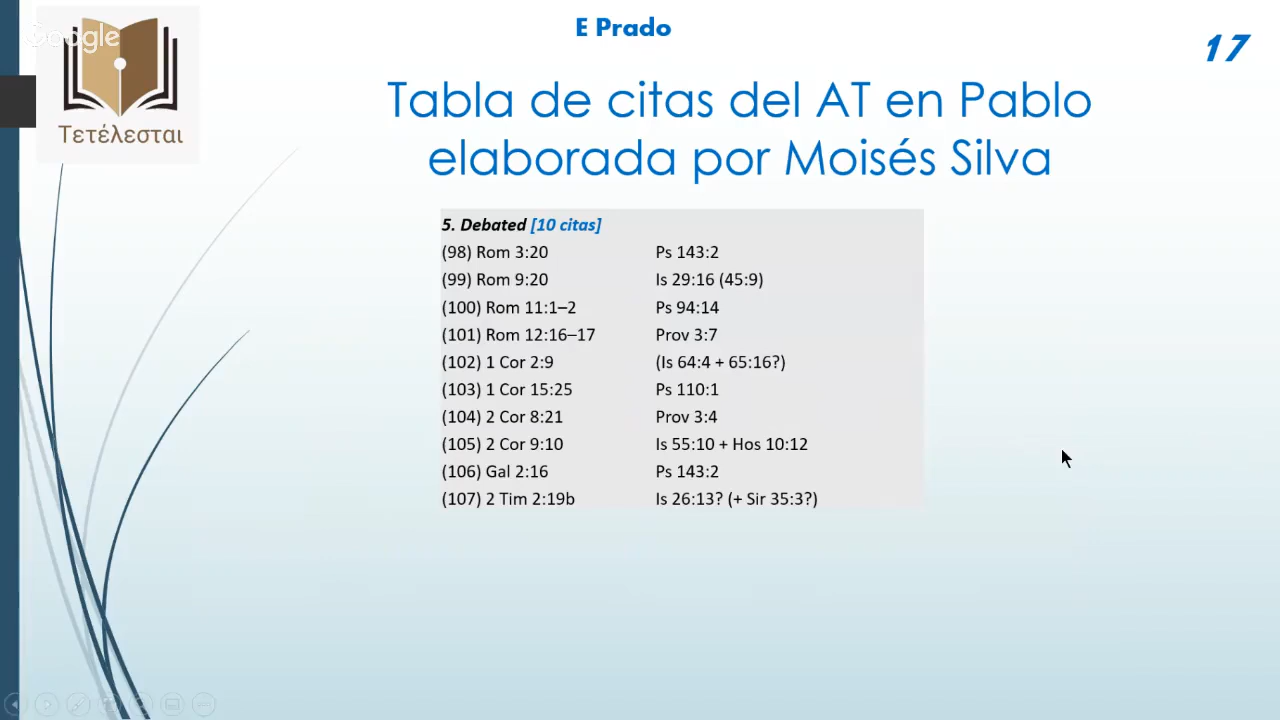 Google
Τετέλεσται
E Prado
17
Tabla de citas del AT en Pablo
elaborada por Moisés Silva
5. Debated [10 citas]
(98) Rom 3:20 Ps 143:2
(99) Rom 9:20 Is 29:16 (45:9)
(100) Rom 11:1–2 Ps 94:14
(101) Rom 12:16–17 Prov 3:7
(102) 1 Cor 2:9 (Is 64:4 + 65:16?)
(103) 1 Cor 15:25 Ps 110:1
(104) 2 Cor 8:21 Prov 3:4
(105) 2 Cor 9:10 Is 55:10 + Hos 10:12
(106) Gal 2:16 Ps 143:2
(107) 2 Tim 2:19b Is 26:13? (+ Sir 35:3?)